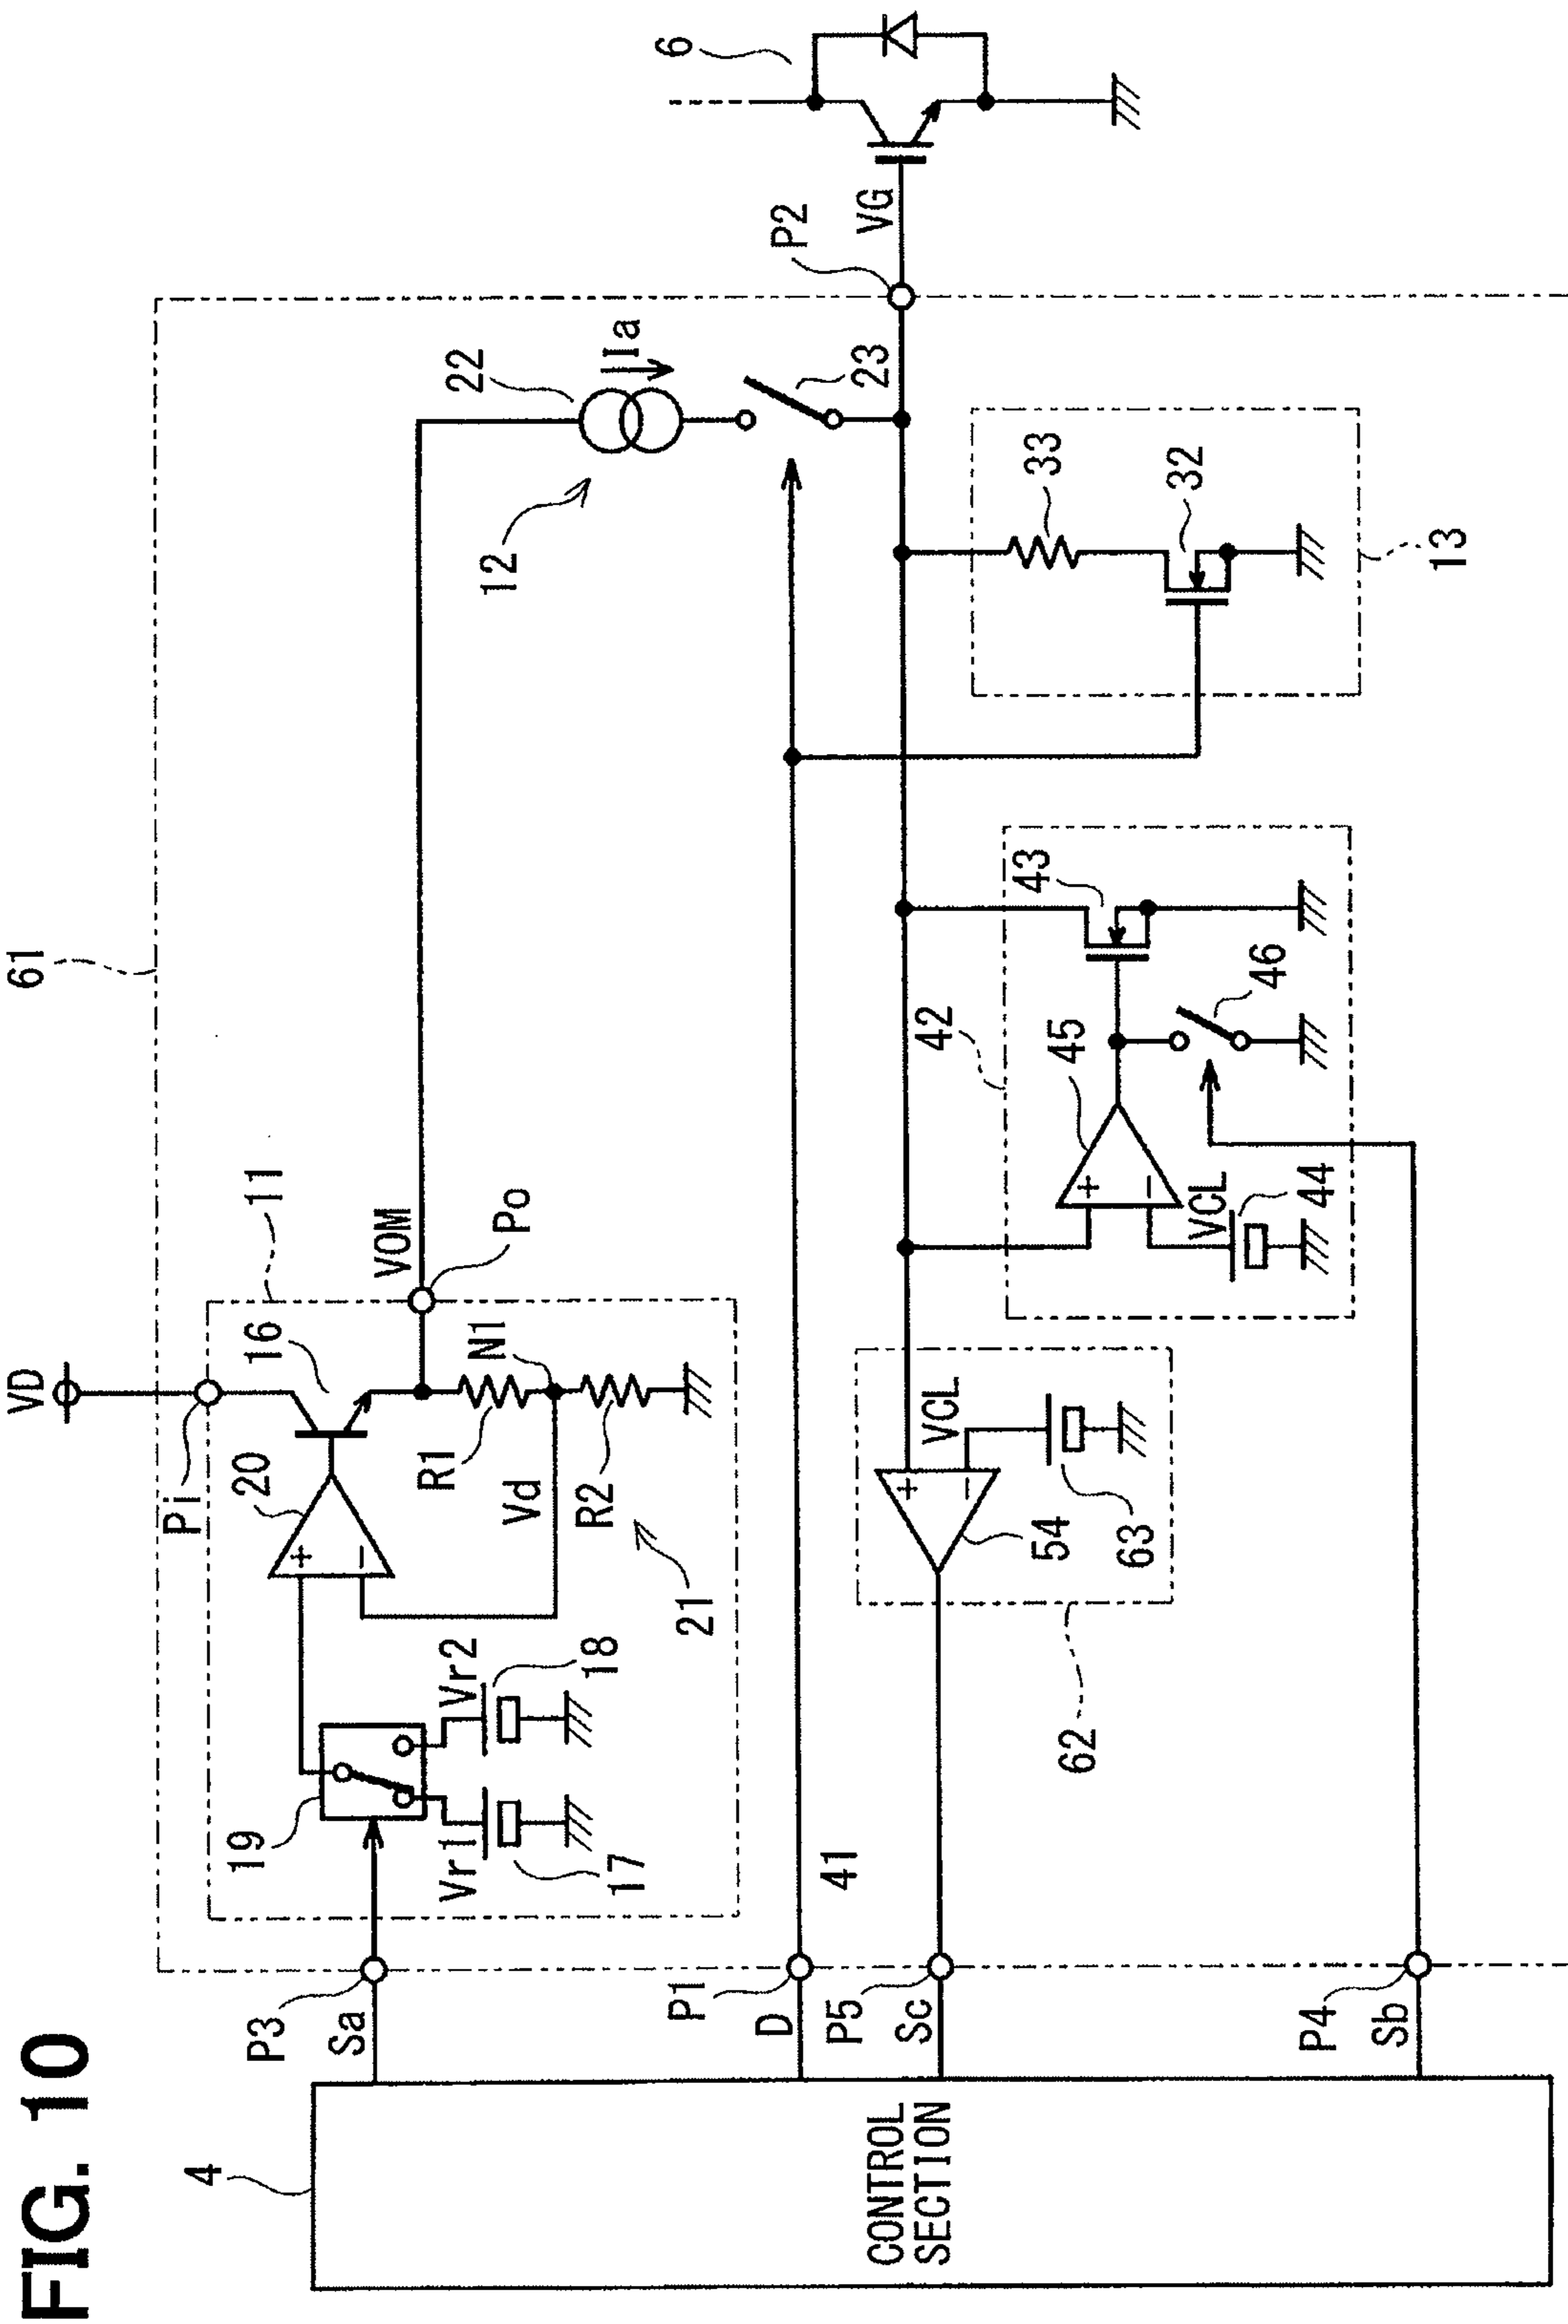 FIG. 10
61
VD
Pi
11
16
20
VOM
Po
R1
N1
Vd
R2
21
19
Vr1
17
Vr2
18
12
22
Ia
23
P2
VG
6
33
32
13
42
43
45
46
VCL
44
VCL
54
63
62
41
P3
Sa
P1
D
P5
Sc
P4
Sb
4
CONTROL
SECTION